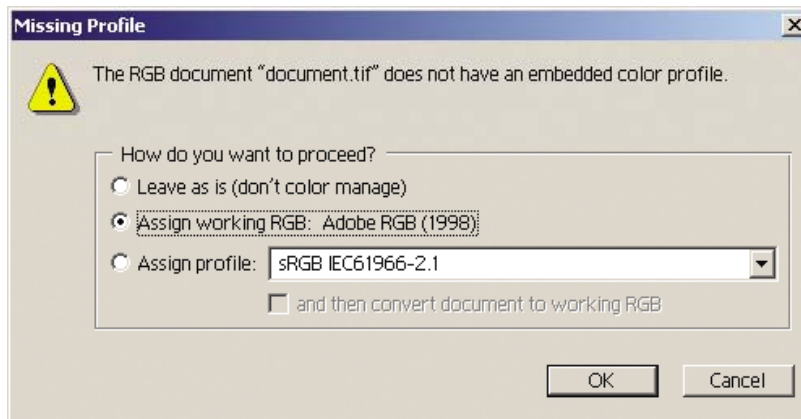 Missing Profile
The RGB document “document.tif” does not have an embedded color profile.
How do you want to proceed?
Leave as is (don't color manage)
Assign working RGB: Adobe RGB (1998)
Assign profile: sRGB IEC61966-2.1
and then convert document to working RGB
OK Cancel